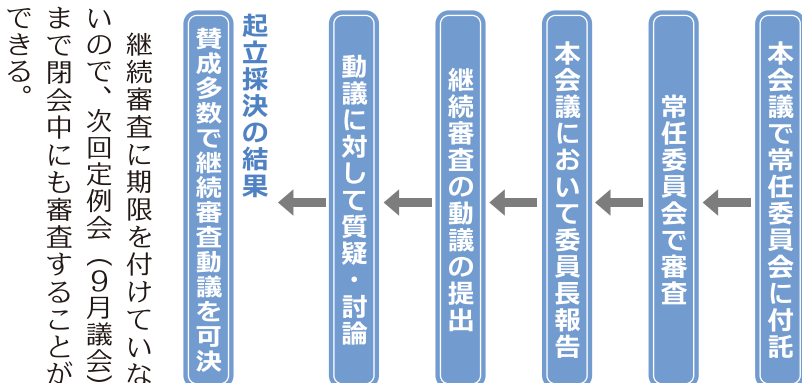 本会議で常任委員会に付託
常任委員会で審査
本会議において委員長報告
継続審査の動議の提出
動議に対して質疑・討論
起立採決の結果
賛成多数で継続審査動議を可決
継続審査に期限を付けていな
いので、次回定例会（９月議会）
まで閉会中にも審査することが
できる。